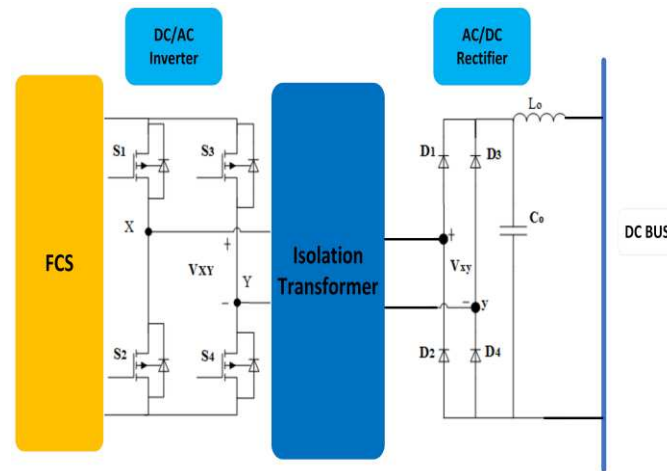 DC/AC
Inverter
AC/DC
Rectifier
FCS
S1
S3
X
+
VXY
Y
-
S2
S4
Isolation
Transformer
Lo
D1
D3
+
Vxy
-
y
Co
D2
D4
DC BUS